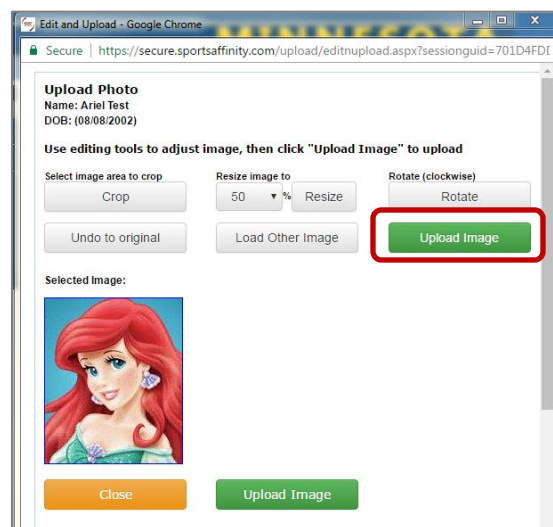 Edit and Upload - Google Chrome
MINNESOTA
Secure | https://secure.sportsaffinity.com/upload/editnupload.aspx?sessionguid=701D4FDI
Upload Photo
Name: Ariel Test
DOB: (08/08/2002)
Use editing tools to adjust image, then click "Upload Image" to upload
Select image area to crop Resize image to Rotate (clockwise)
Crop 50 % Resize Rotate
Undo to original Load Other Image Upload Image
Selected Image:
Close Upload Image